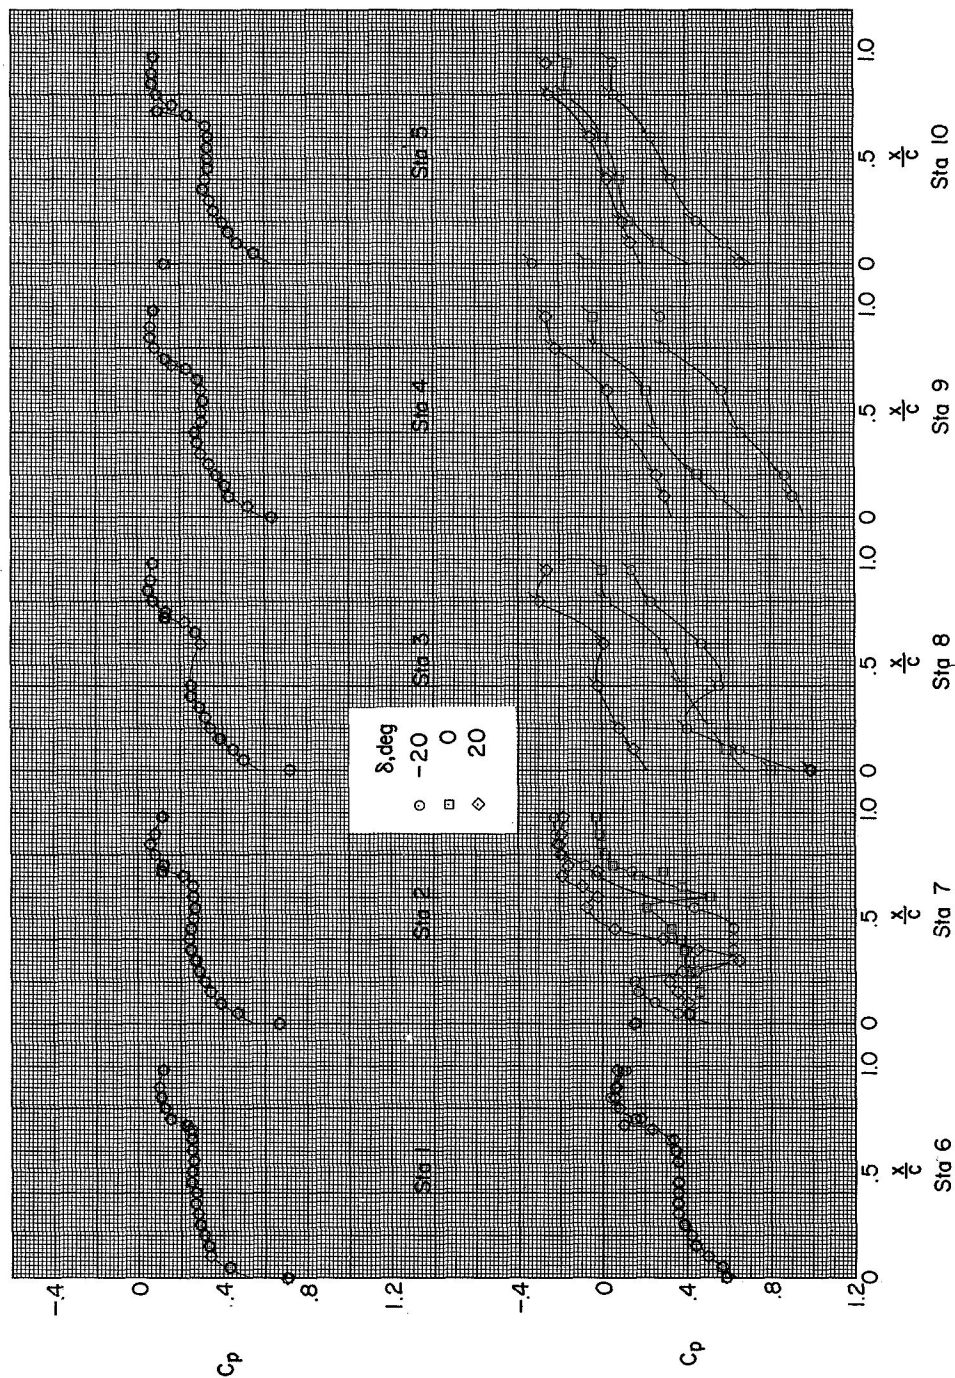 -.4
0
.4
.8
1.2
Cp
Sta 1
Sta 2
Sta 3
Sta 4
Sta 5
δ,deg
○ -20
□ 0
◇ 20
-.4
0
.4
.8
1.2
Cp
0 .5 1.0 0 .5 1.0 0 .5 1.0 0 .5 1.0 0 .5 1.0
x/c x/c x/c x/c x/c
Sta 6 Sta 7 Sta 8 Sta 9 Sta 10